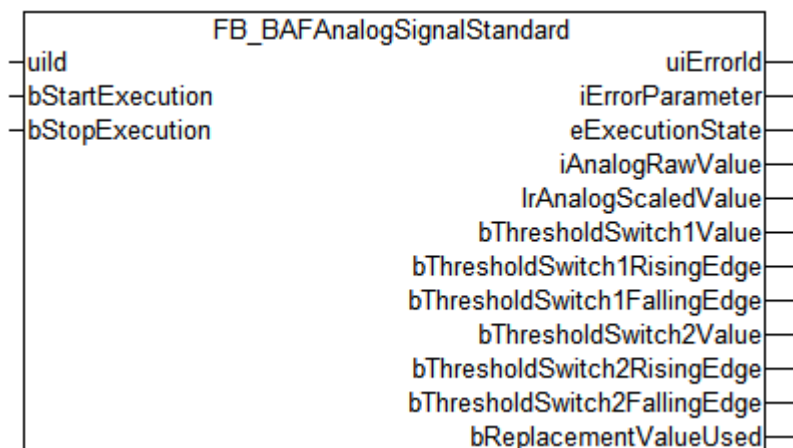 FB_BAFAnalogSignalStandard
uiId uiErrorId
bStartExecution iErrorParameter
bStopExecution eExecutionState
iAnalogRawValue
lrAnalogScaledValue
bThresholdSwitch1Value
bThresholdSwitch1RisingEdge
bThresholdSwitch1FallingEdge
bThresholdSwitch2Value
bThresholdSwitch2RisingEdge
bThresholdSwitch2FallingEdge
bReplacementValueUsed